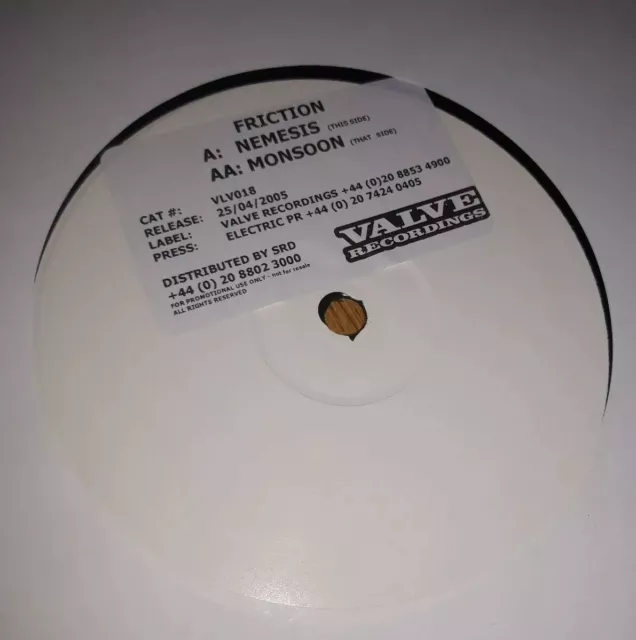 FRICTION
A: NEMESIS (THIS SIDE)
AA: MONSOON (THAT SIDE)
CAT #: VLV018
RELEASE: 25/04/2005
LABEL: VALVE RECORDINGS +44 (0)20 8853 4900
PRESS: ELECTRIC PR +44 (0) 20 7424 0405
DISTRIBUTED BY SRD
+44 (0) 20 8802 3000
FOR PROMOTIONAL USE ONLY - not for resale
ALL RIGHTS RESERVED
VALVE
RECORDINGS